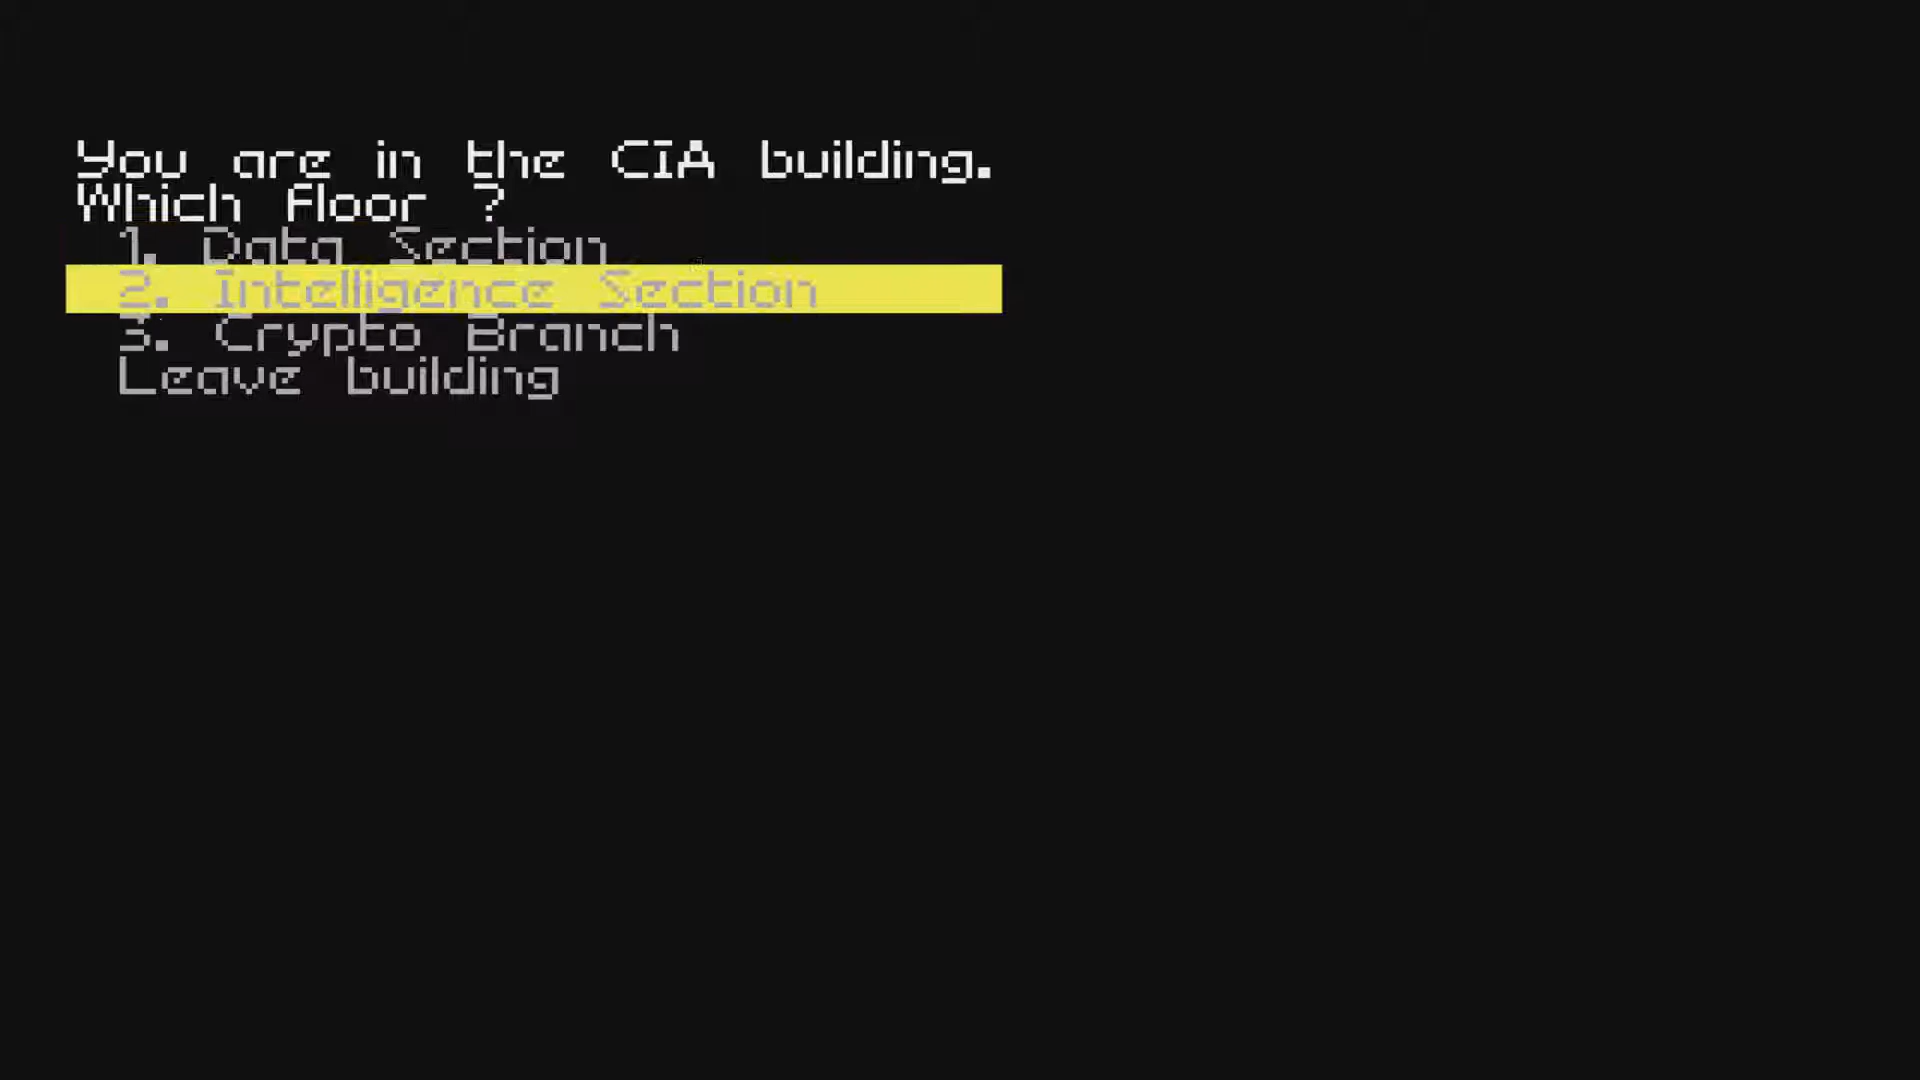 You are in the CIA building.
Which floor ?
1. Data Section
2. Intelligence Section
3. Crypto Branch
Leave building